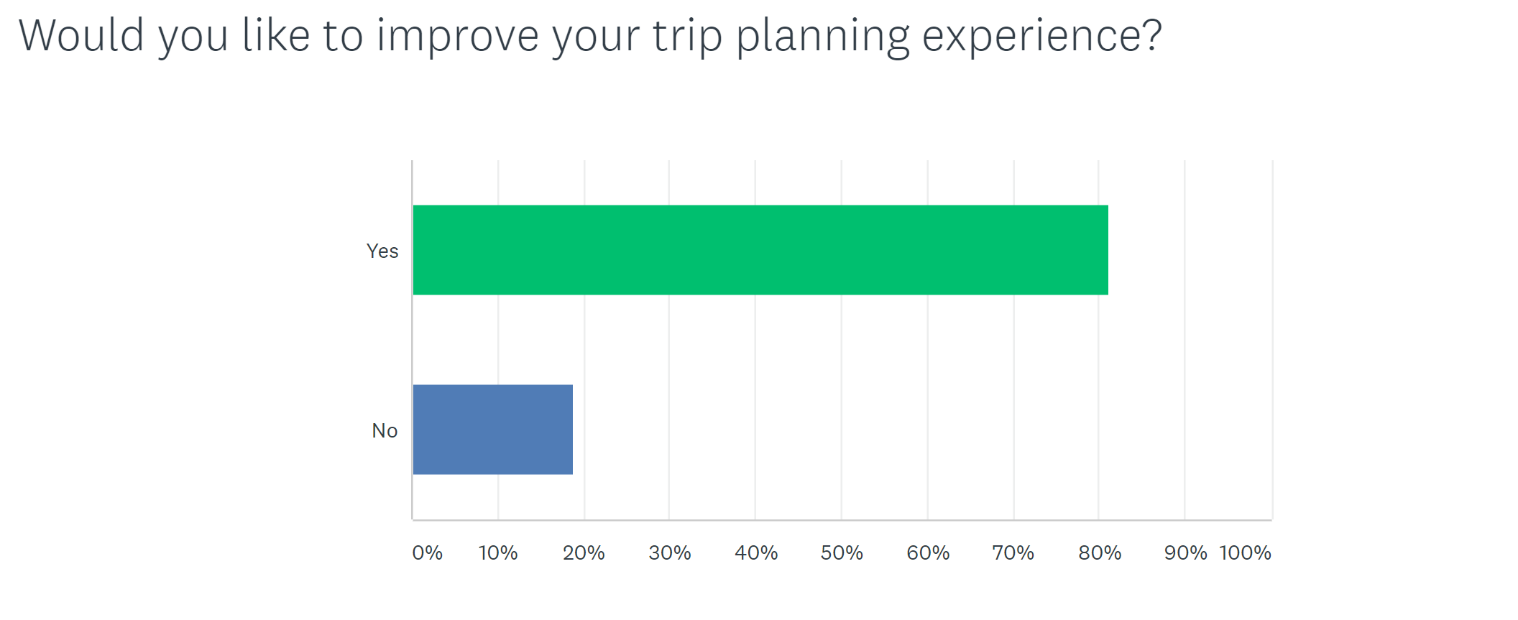 Would you like to improve your trip planning experience?
Yes
No
0% 10% 20% 30% 40% 50% 60% 70% 80% 90% 100%